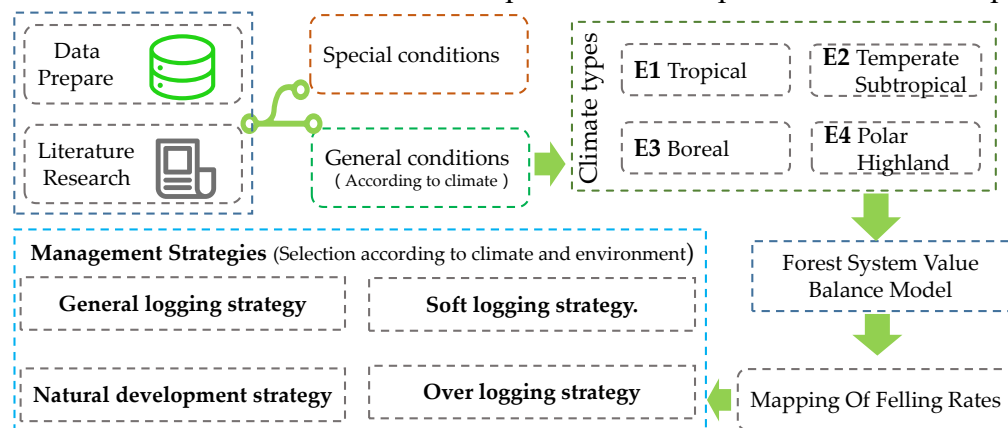 Data
Prepare
Literature
Research
Special conditions
General conditions
( According to climate )
Climate types
E1 Tropical
E2 Temperate
Subtropical
E3 Boreal
E4 Polar
Highland
Forest System Value
Balance Model
Mapping Of Felling Rates
Management Strategies (Selection according to climate and environment)
General logging strategy
Soft logging strategy.
Natural development strategy
Over logging strategy